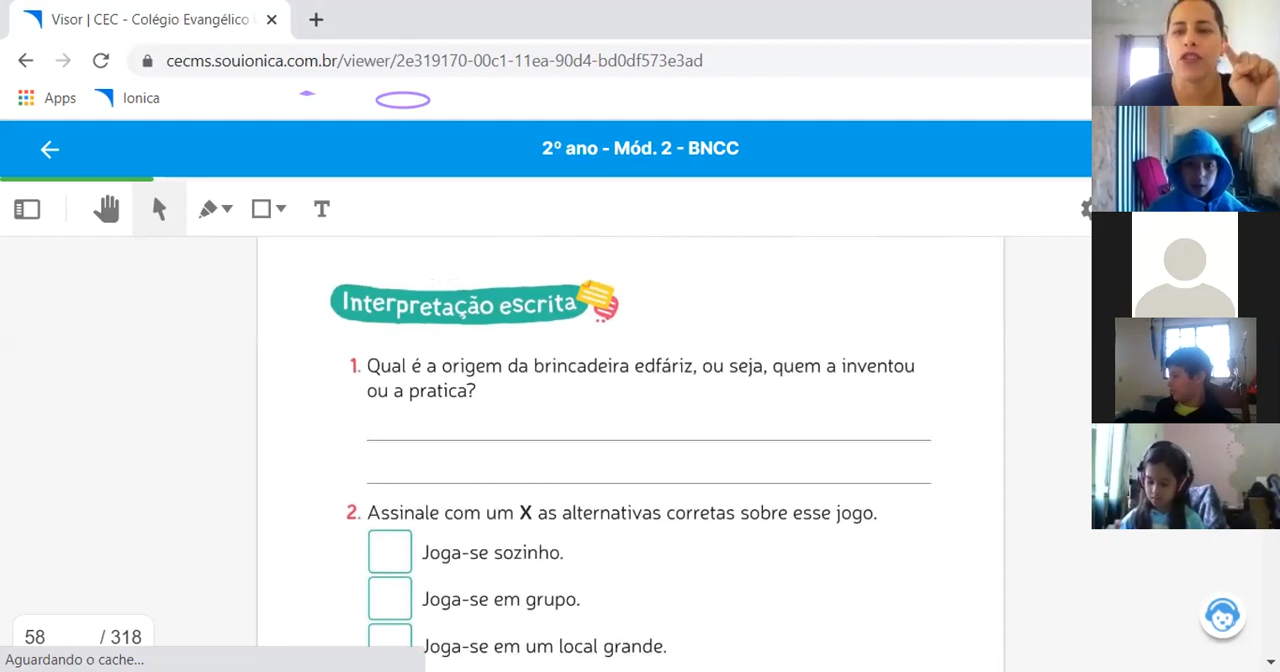 Visor | CEC - Colégio Evangélico
cecms.souionica.com.br/viewer/2e319170-00c1-11ea-90d4-bd0df573e3ad
Apps Ionica
2º ano - Mód. 2 - BNCC
T
Interpretação escrita
1. Qual é a origem da brincadeira edfáriz, ou seja, quem a inventou
ou a pratica?
2. Assinale com um X as alternativas corretas sobre esse jogo.
Joga-se sozinho.
Joga-se em grupo.
Joga-se em um local grande.
58 / 318
Aguardando o cache...